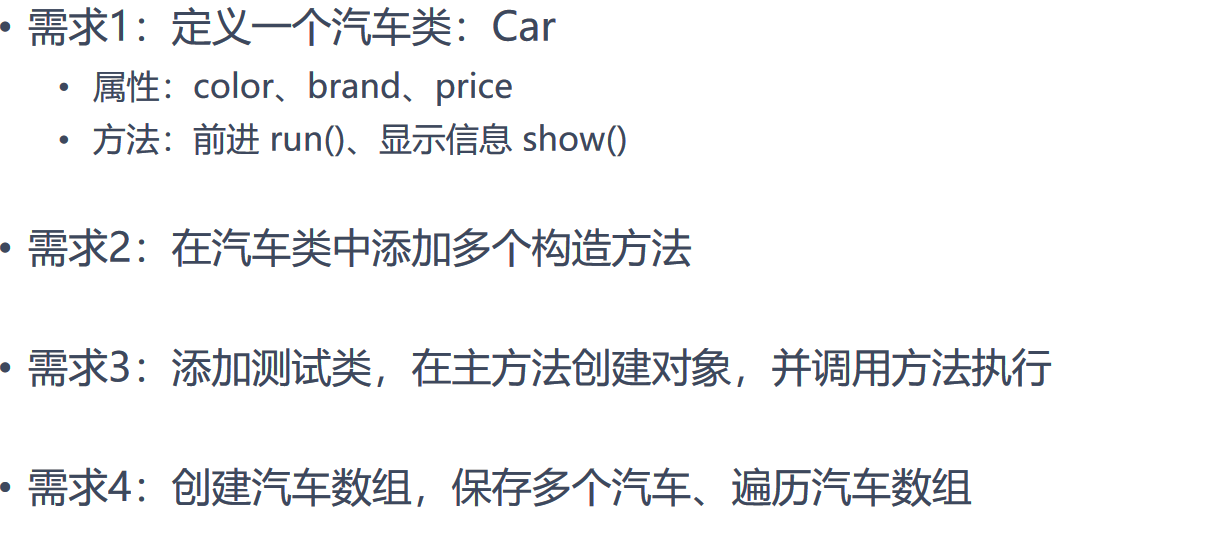 • 需求1：定义一个汽车类：Car
• 属性：color、brand、price
• 方法：前进 run()、显示信息 show()
• 需求2：在汽车类中添加多个构造方法
• 需求3：添加测试类，在主方法创建对象，并调用方法执行
• 需求4：创建汽车数组，保存多个汽车、遍历汽车数组